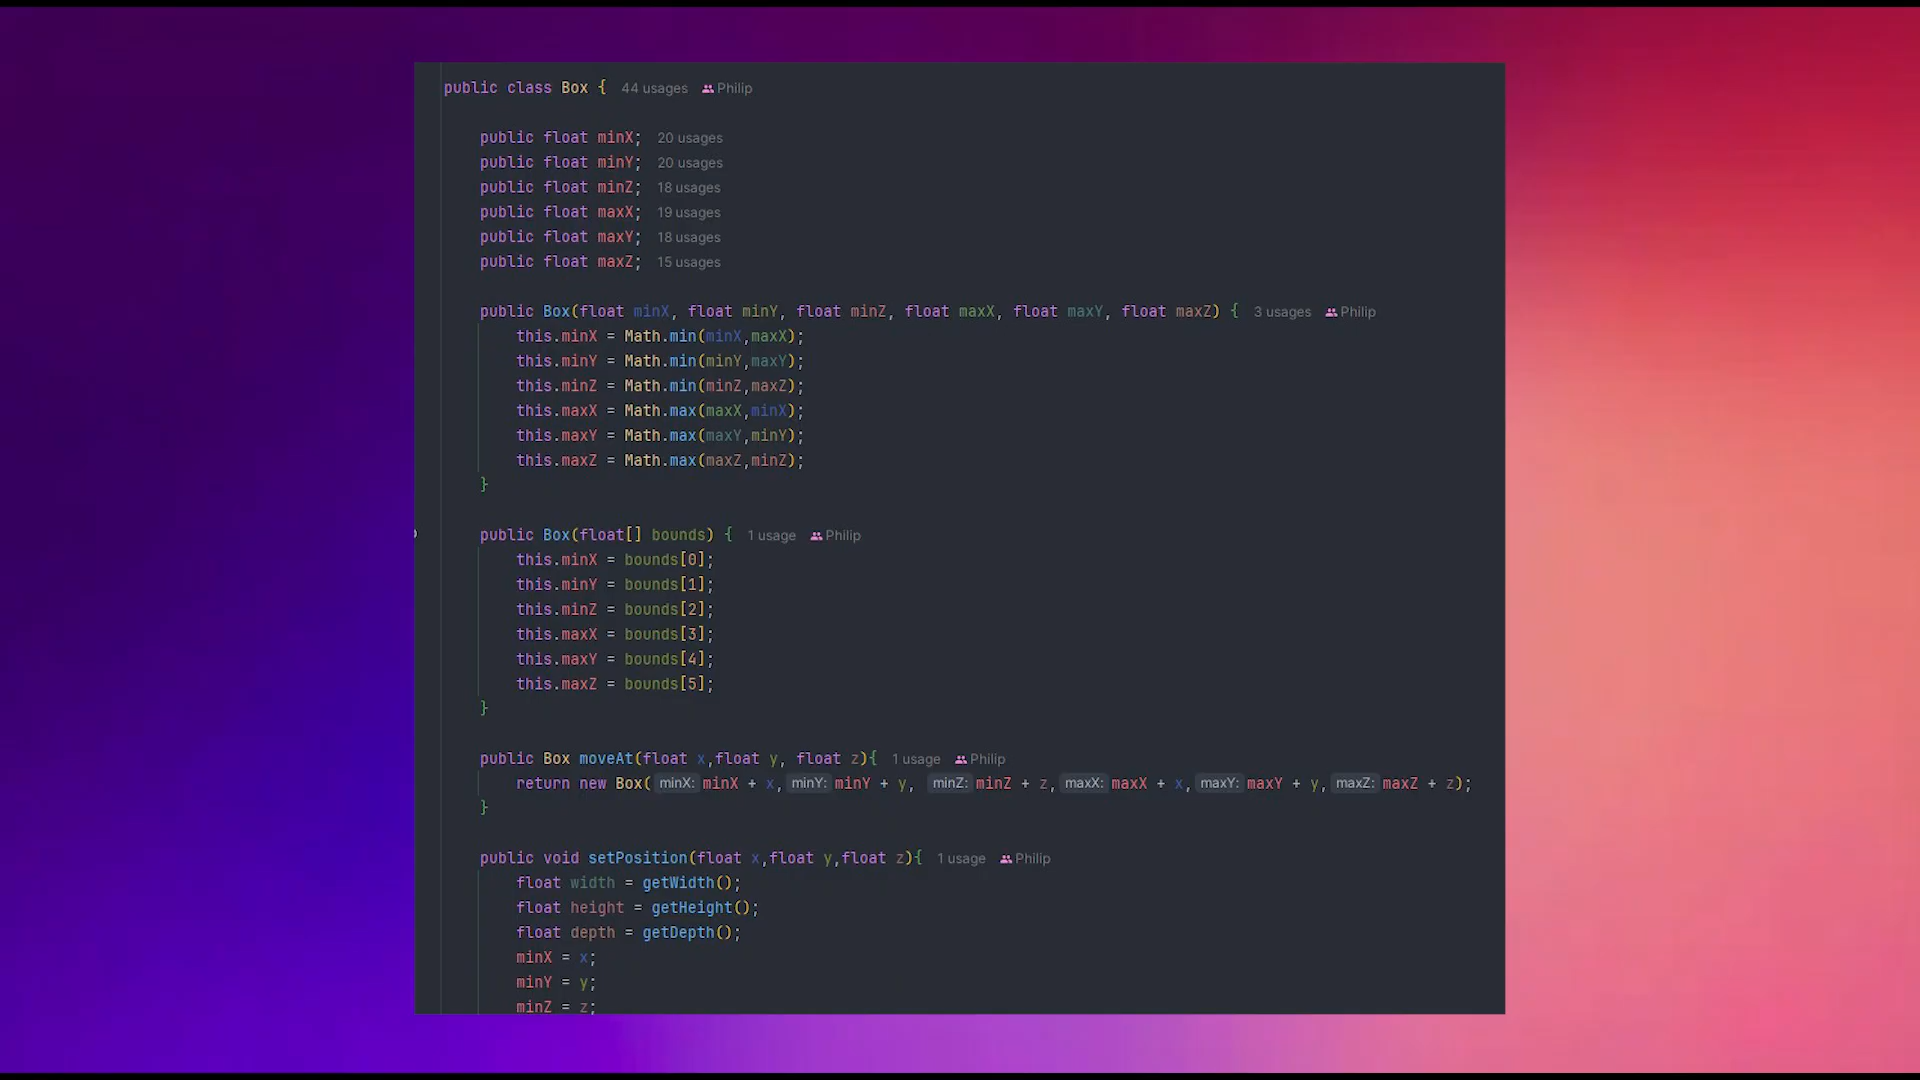 public class Box { 44 usages Philip
public float minX; 20 usages
public float minY; 20 usages
public float minZ; 18 usages
public float maxX; 19 usages
public float maxY; 18 usages
public float maxZ; 15 usages
public Box(float minX, float minY, float minZ, float maxX, float maxY, float maxZ) { 3 usages Philip
this.minX = Math.min(minX,maxX);
this.minY = Math.min(minY,maxY);
this.minZ = Math.min(minZ,maxZ);
this.maxX = Math.max(maxX,minX);
this.maxY = Math.max(maxY,minY);
this.maxZ = Math.max(maxZ,minZ);
}
public Box(float[] bounds) { 1 usage Philip
this.minX = bounds[0];
this.minY = bounds[1];
this.minZ = bounds[2];
this.maxX = bounds[3];
this.maxY = bounds[4];
this.maxZ = bounds[5];
}
public Box moveAt(float x,float y, float z){ 1 usage Philip
return new Box( minX: minX + x, minY: minY + y, minZ: minZ + z, maxX: maxX + x, maxY: maxY + y, maxZ: maxZ + z);
}
public void setPosition(float x,float y,float z){ 1 usage Philip
float width = getWidth();
float height = getHeight();
float depth = getDepth();
minX = x;
minY = y;
minZ = z;